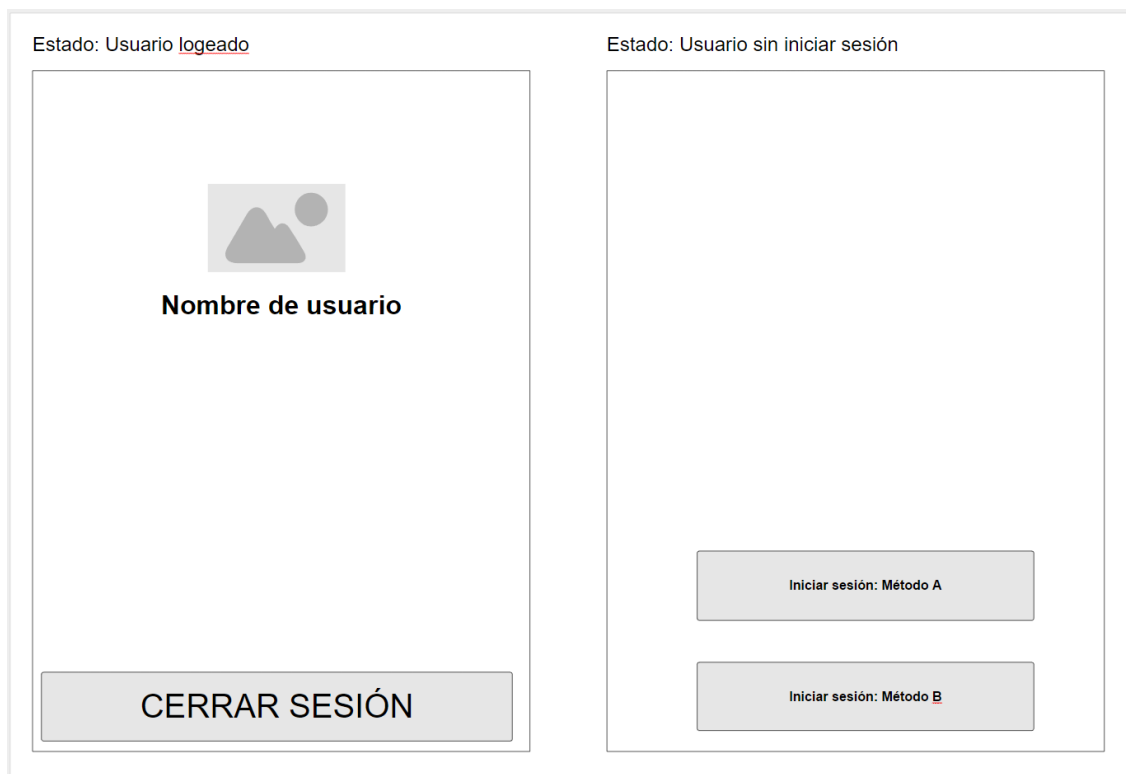 Estado: Usuario logeado
Nombre de usuario
CERRAR SESIÓN
Estado: Usuario sin iniciar sesión
Iniciar sesión: Método A
Iniciar sesión: Método B